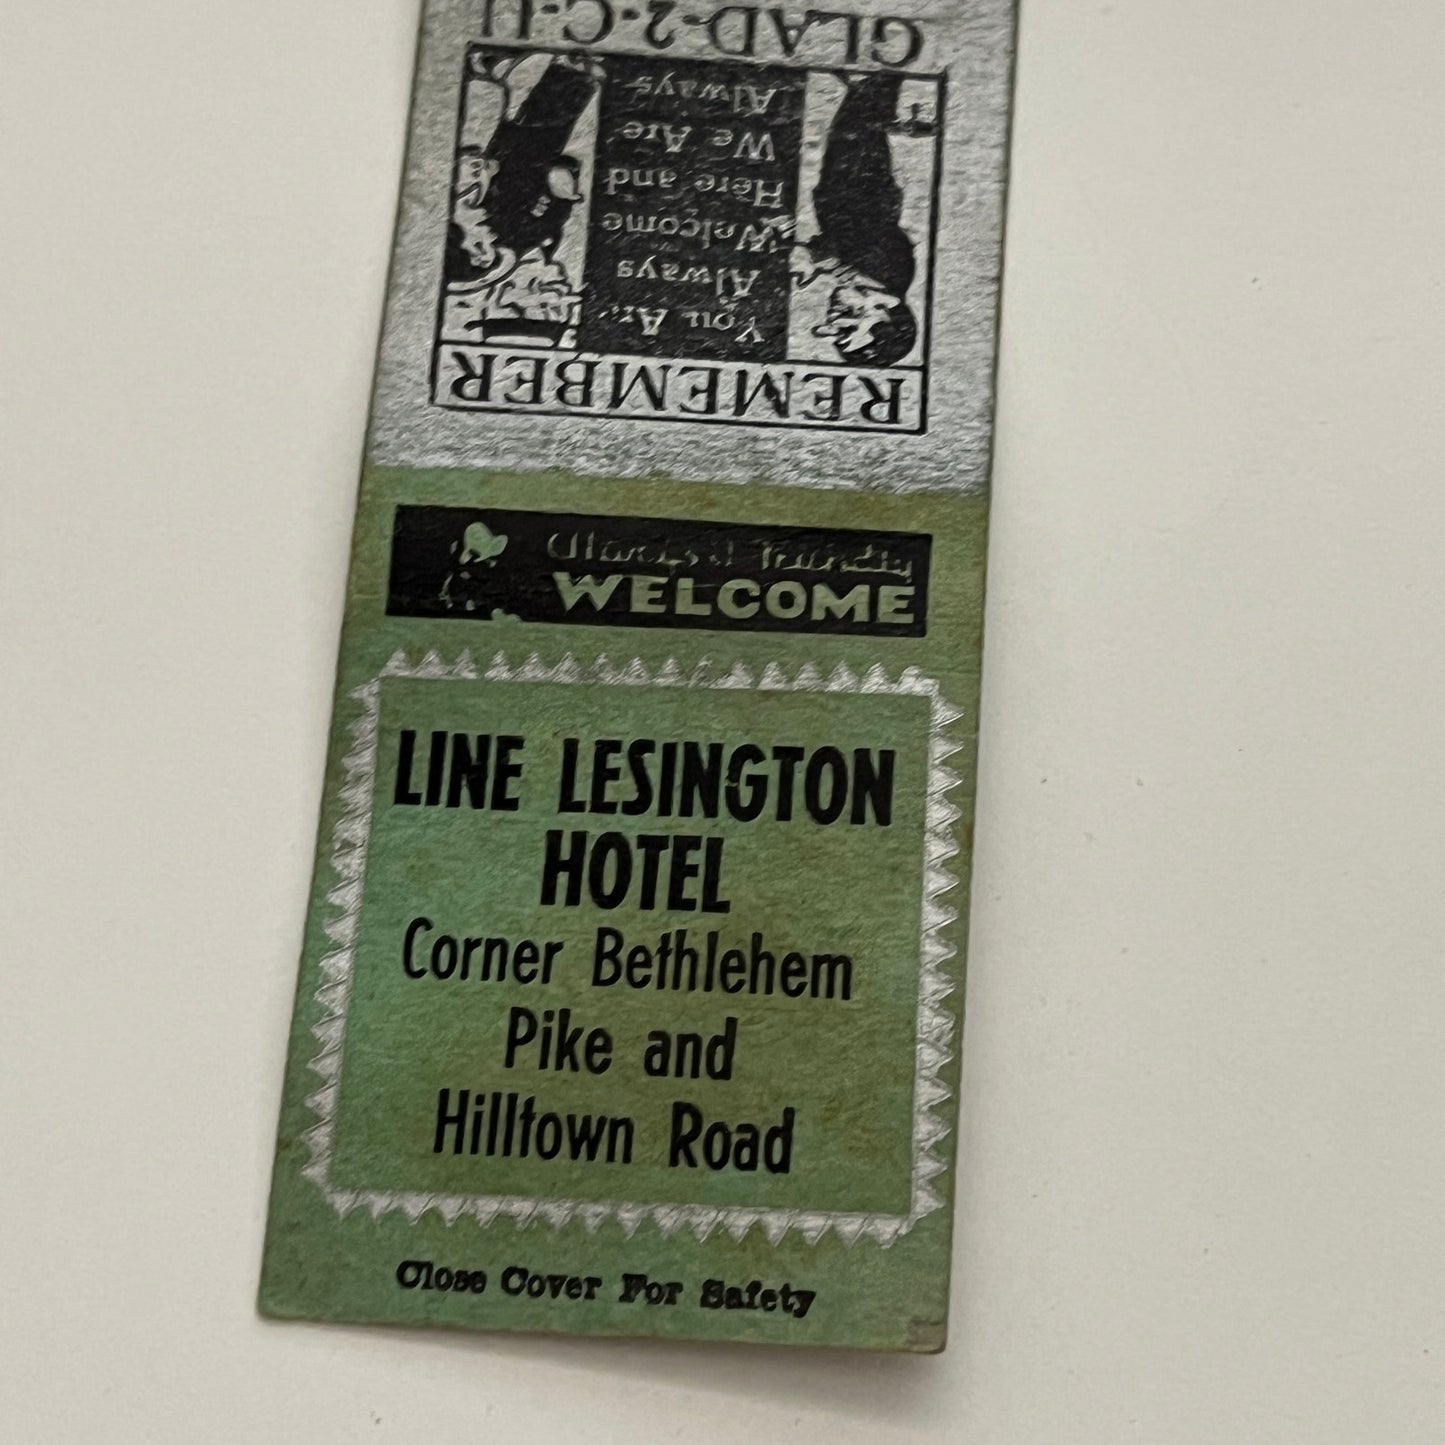 GLAD-2-C-U
Always
We Are
Here and
Welcome
Always
You Are
REMEMBER
WELCOME
LINE LESINGTON
HOTEL
Corner Bethlehem
Pike and
Hilltown Road
Close Cover For Safety